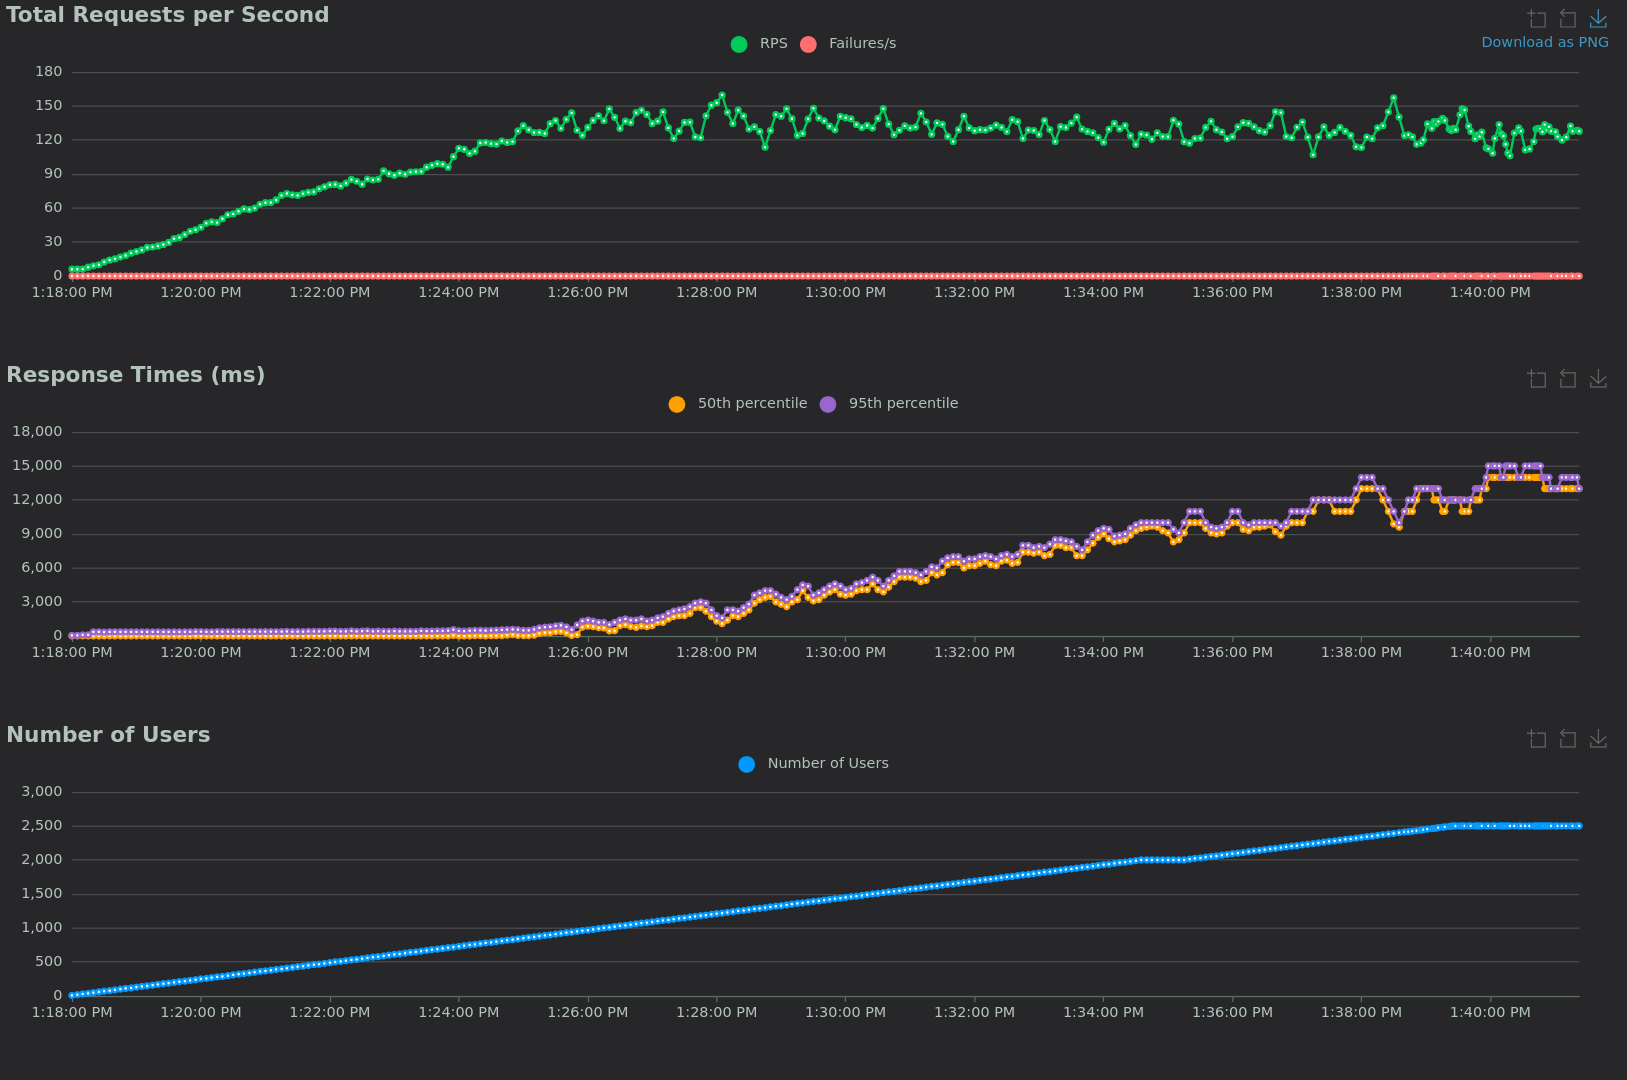 Total Requests per Second
Download as PNG
RPS Failures/s
180
150
120
90
60
30
0
1:18:00 PM 1:20:00 PM 1:22:00 PM 1:24:00 PM 1:26:00 PM 1:28:00 PM 1:30:00 PM 1:32:00 PM 1:34:00 PM 1:36:00 PM 1:38:00 PM 1:40:00 PM
Response Times (ms)
50th percentile 95th percentile
18,000
15,000
12,000
9,000
6,000
3,000
0
1:18:00 PM 1:20:00 PM 1:22:00 PM 1:24:00 PM 1:26:00 PM 1:28:00 PM 1:30:00 PM 1:32:00 PM 1:34:00 PM 1:36:00 PM 1:38:00 PM 1:40:00 PM
Number of Users
Number of Users
3,000
2,500
2,000
1,500
1,000
500
0
1:18:00 PM 1:20:00 PM 1:22:00 PM 1:24:00 PM 1:26:00 PM 1:28:00 PM 1:30:00 PM 1:32:00 PM 1:34:00 PM 1:36:00 PM 1:38:00 PM 1:40:00 PM